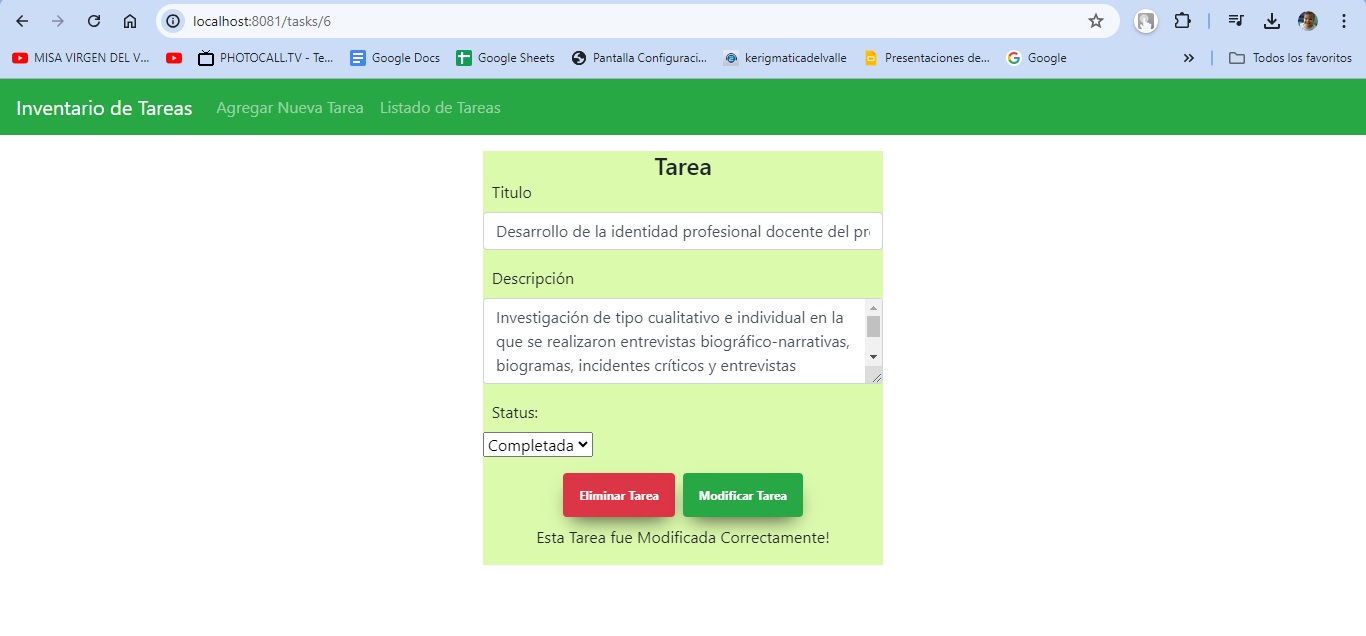 localhost:8081/tasks/6
MISA VIRGEN DEL V... PHOTOCALL.TV - Te... Google Docs Google Sheets Pantalla Configuraci... kerigmaticadelvalle Presentaciones de... Google » Todos los favoritos
Inventario de Tareas Agregar Nueva Tarea Listado de Tareas
Tarea
Titulo
Desarrollo de la identidad profesional docente del pr
Descripción
Investigación de tipo cualitativo e individual en la
que se realizaron entrevistas biográfico-narrativas,
biogramas, incidentes críticos y entrevistas
Status:
Completada
Eliminar Tarea Modificar Tarea
Esta Tarea fue Modificada Correctamente!